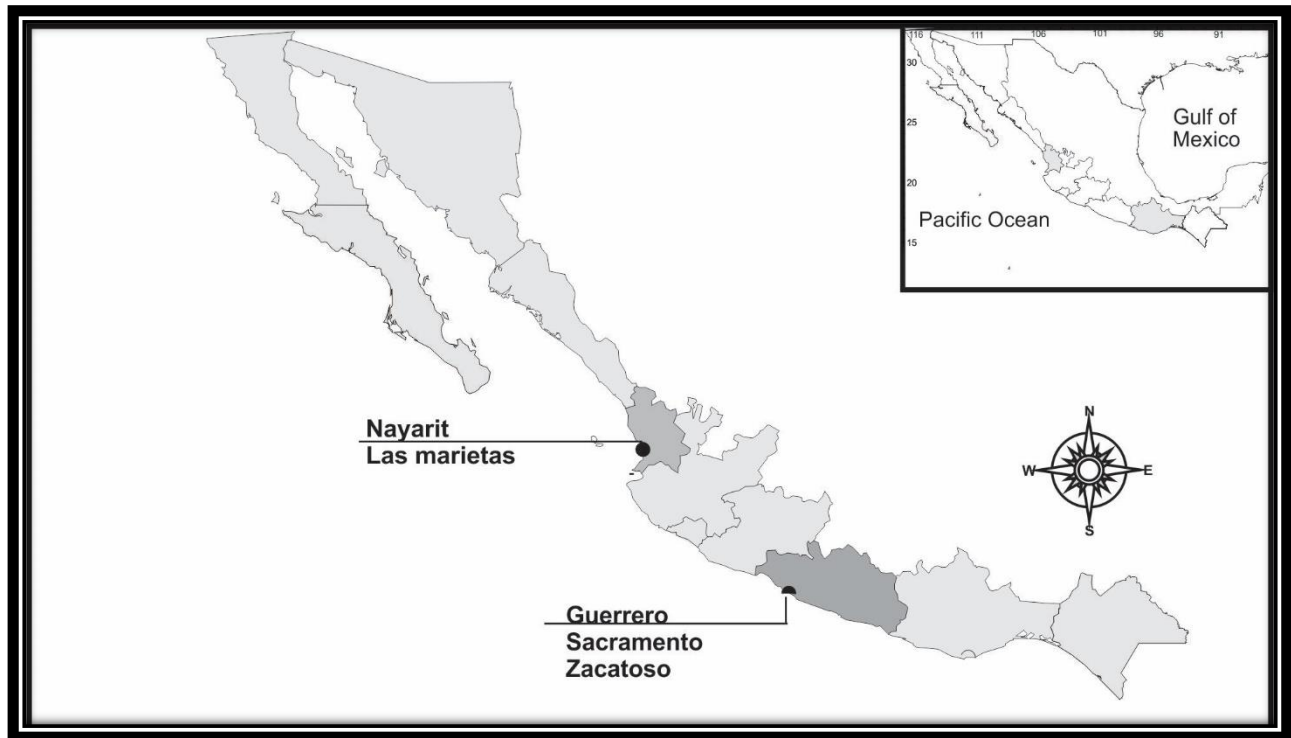 116 111 106 101 96 91
30
25
20
15
Gulf of
Mexico
Pacific Ocean
Nayarit
Las marietas
N
W E
S
Guerrero
Sacramento
Zacatoso